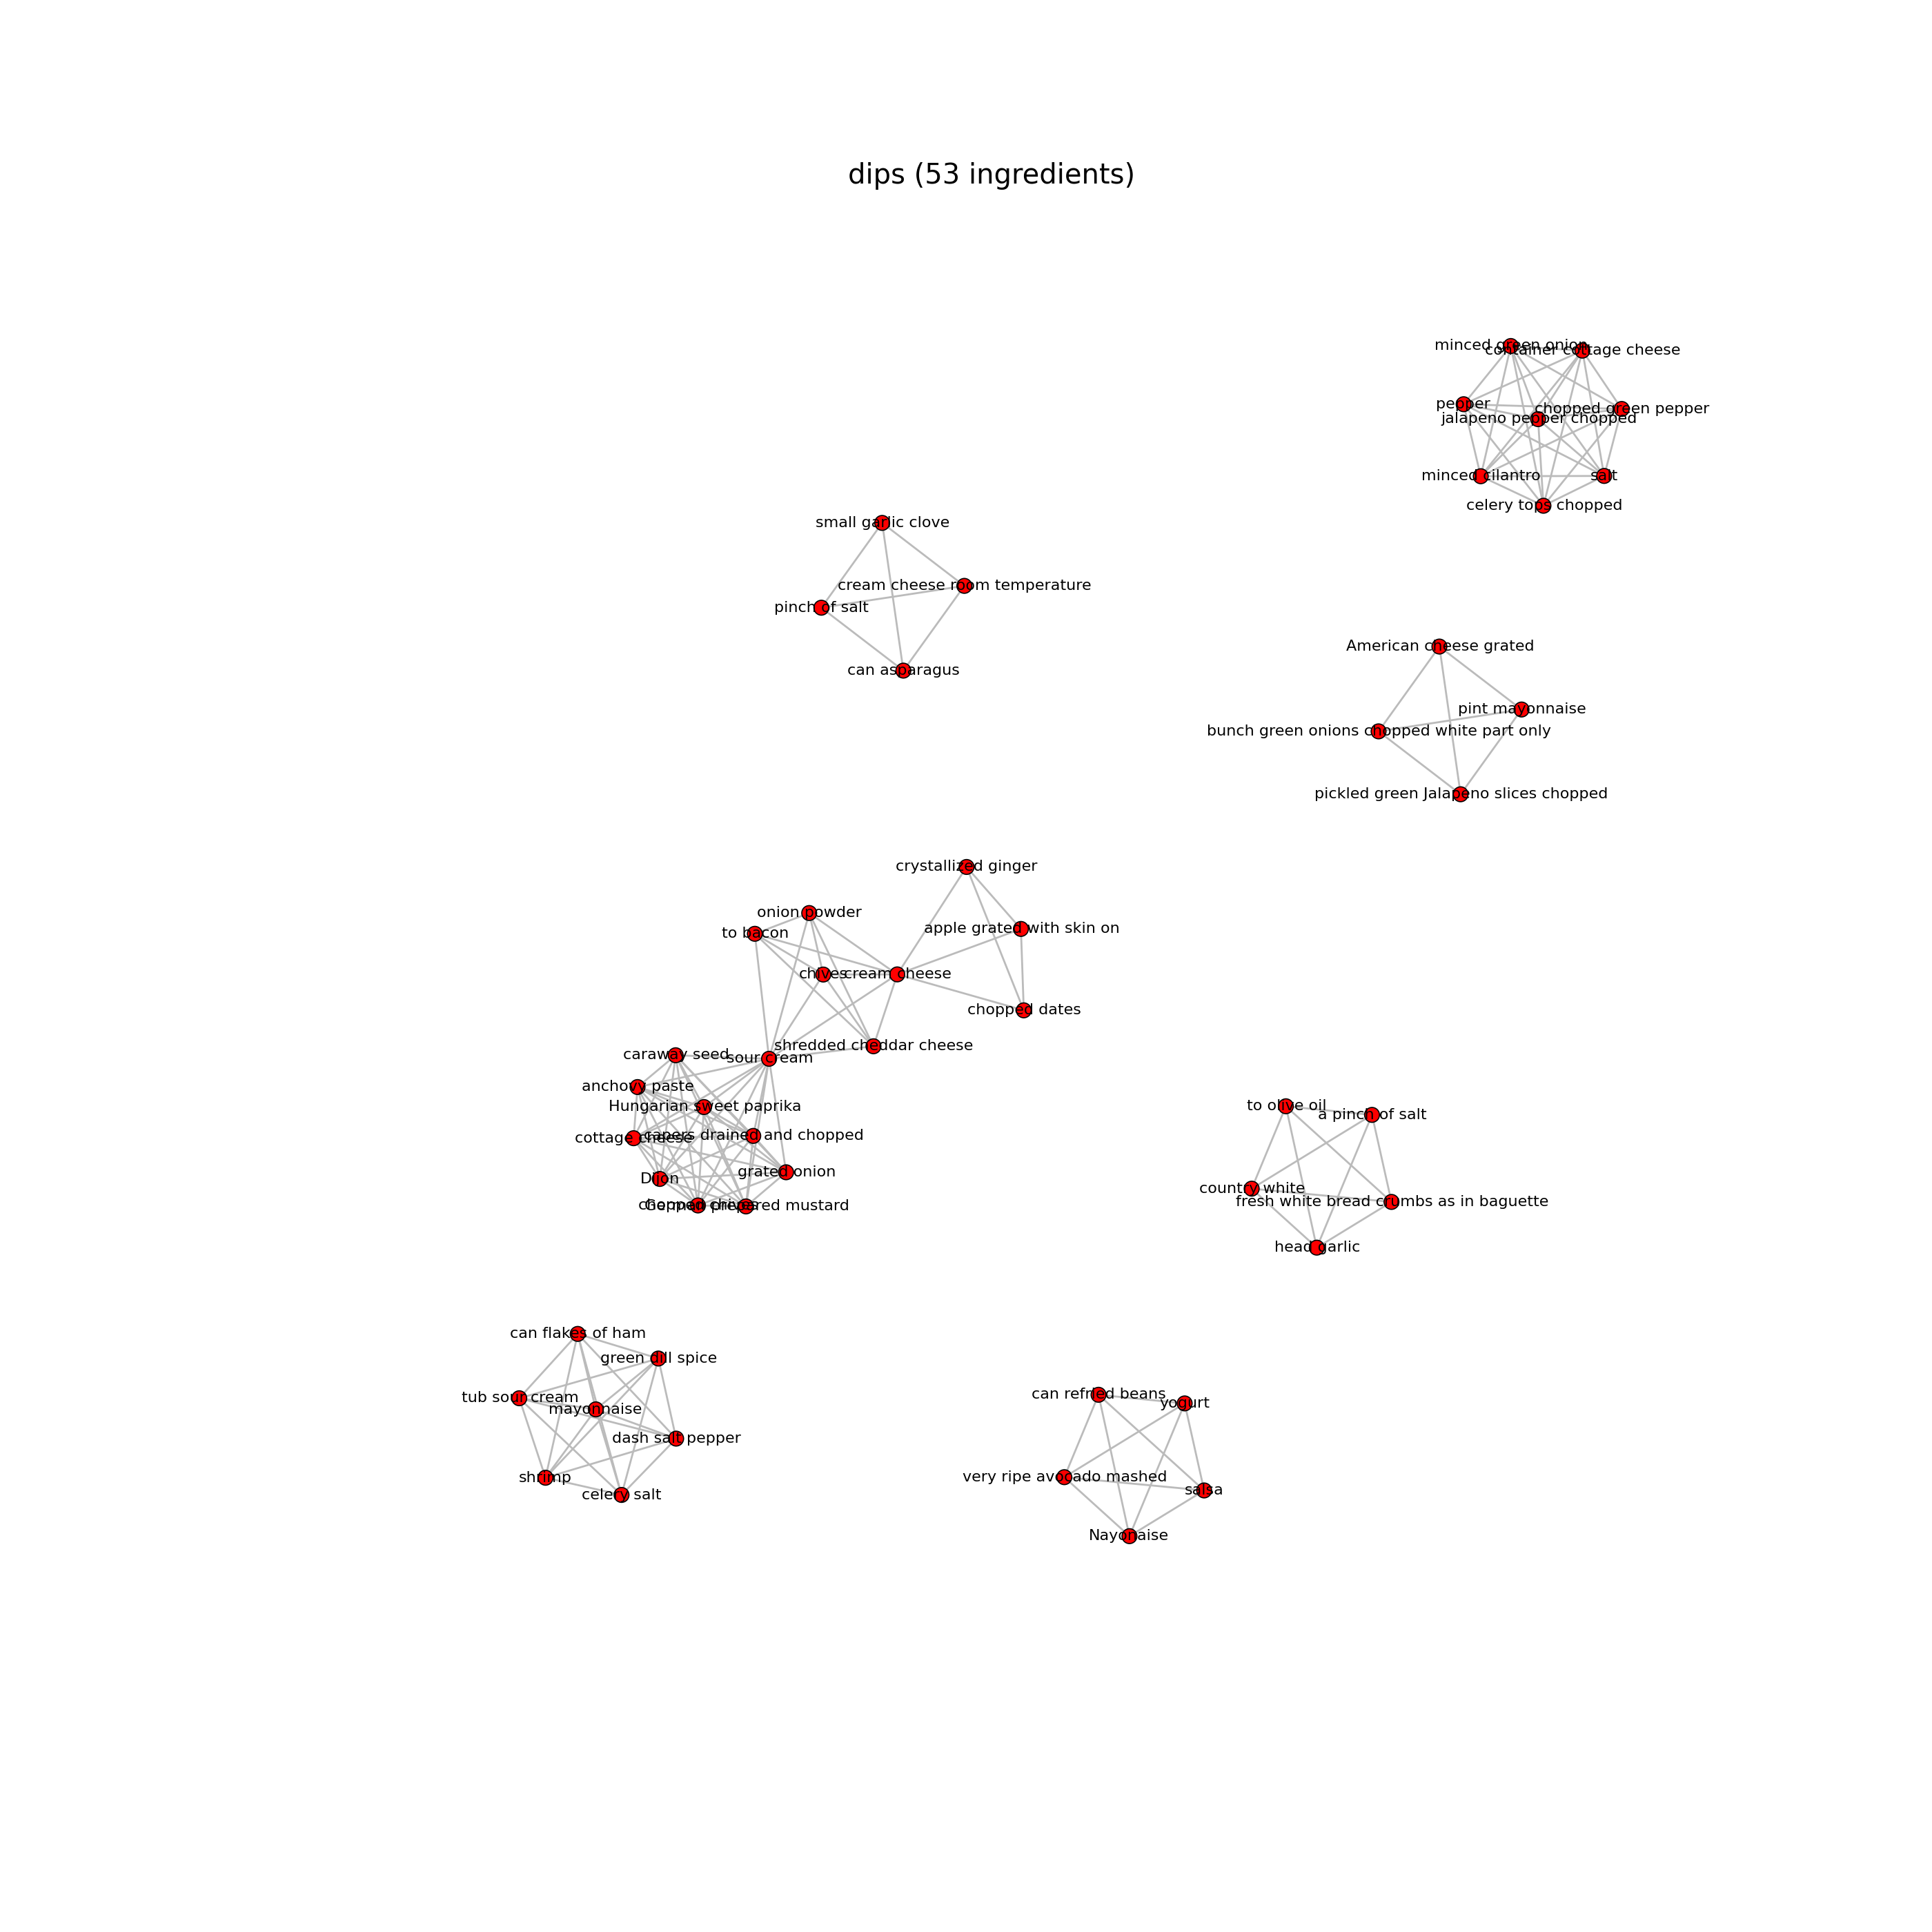 dips (53 ingredients)
minced green onion
container cottage cheese
pepper
chopped green pepper
jalapeno pepper chopped
minced cilantro
salt
celery tops chopped
small garlic clove
cream cheese room temperature
pinch of salt
can asparagus
American cheese grated
pint mayonnaise
bunch green onions chopped white part only
pickled green Jalapeno slices chopped
crystallized ginger
onion powder
apple grated with skin on
to bacon
chives
cream cheese
chopped dates
shredded cheddar cheese
caraway seed
sour cream
anchovy paste
Hungarian sweet paprika
capers drained and chopped
cottage cheese
grated onion
Dijon
chopped chives
German prepared mustard
to olive oil
a pinch of salt
country white
fresh white bread crumbs as in baguette
head garlic
can flakes of ham
green dill spice
tub sour cream
mayonnaise
dash salt pepper
shrimp
celery salt
can refried beans
yogurt
very ripe avocado mashed
salsa
Nayonaise